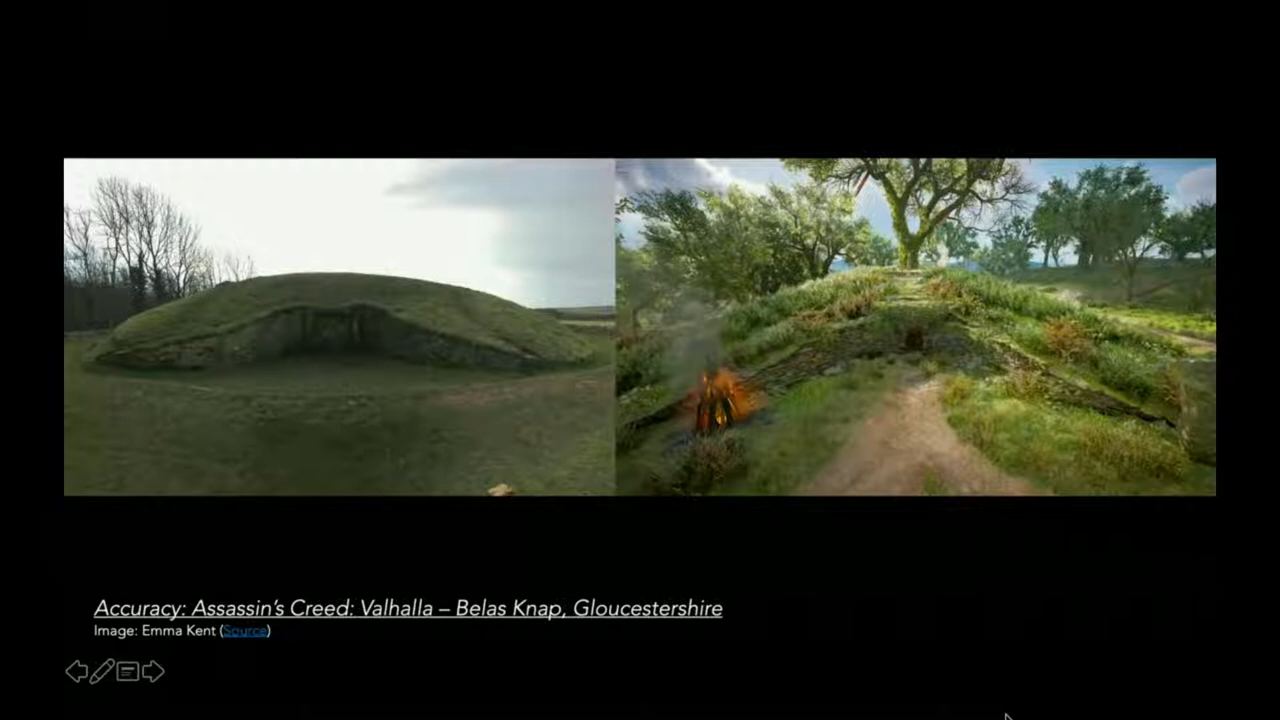 Accuracy: Assassin's Creed: Valhalla – Belas Knap, Gloucestershire
Image: Emma Kent (Source)